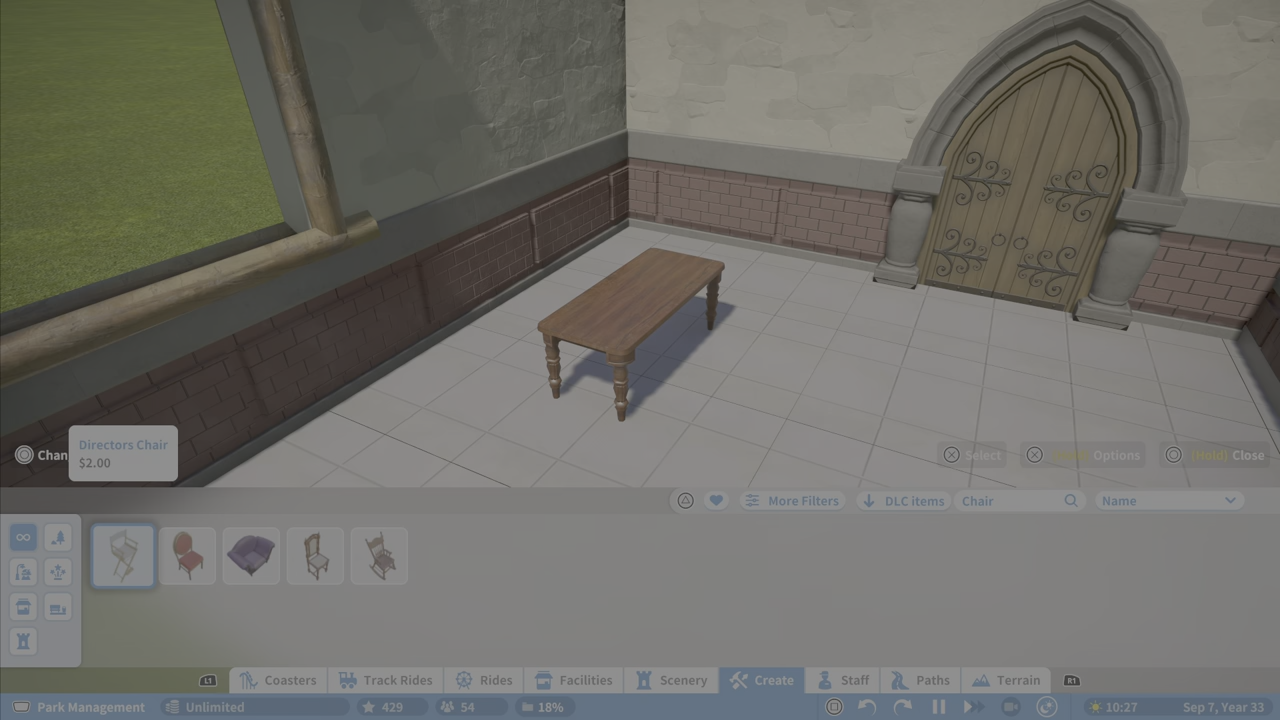 Chan
Directors Chair
$2.00
Select
Options
(Hold) Close
More Filters
DLC items
Chair
Name
L1
Coasters
Track Rides
Rides
Facilities
Scenery
Create
Staff
Paths
Terrain
R1
Park Management
Unlimited
429
54
18%
10:27
Sep 7, Year 33